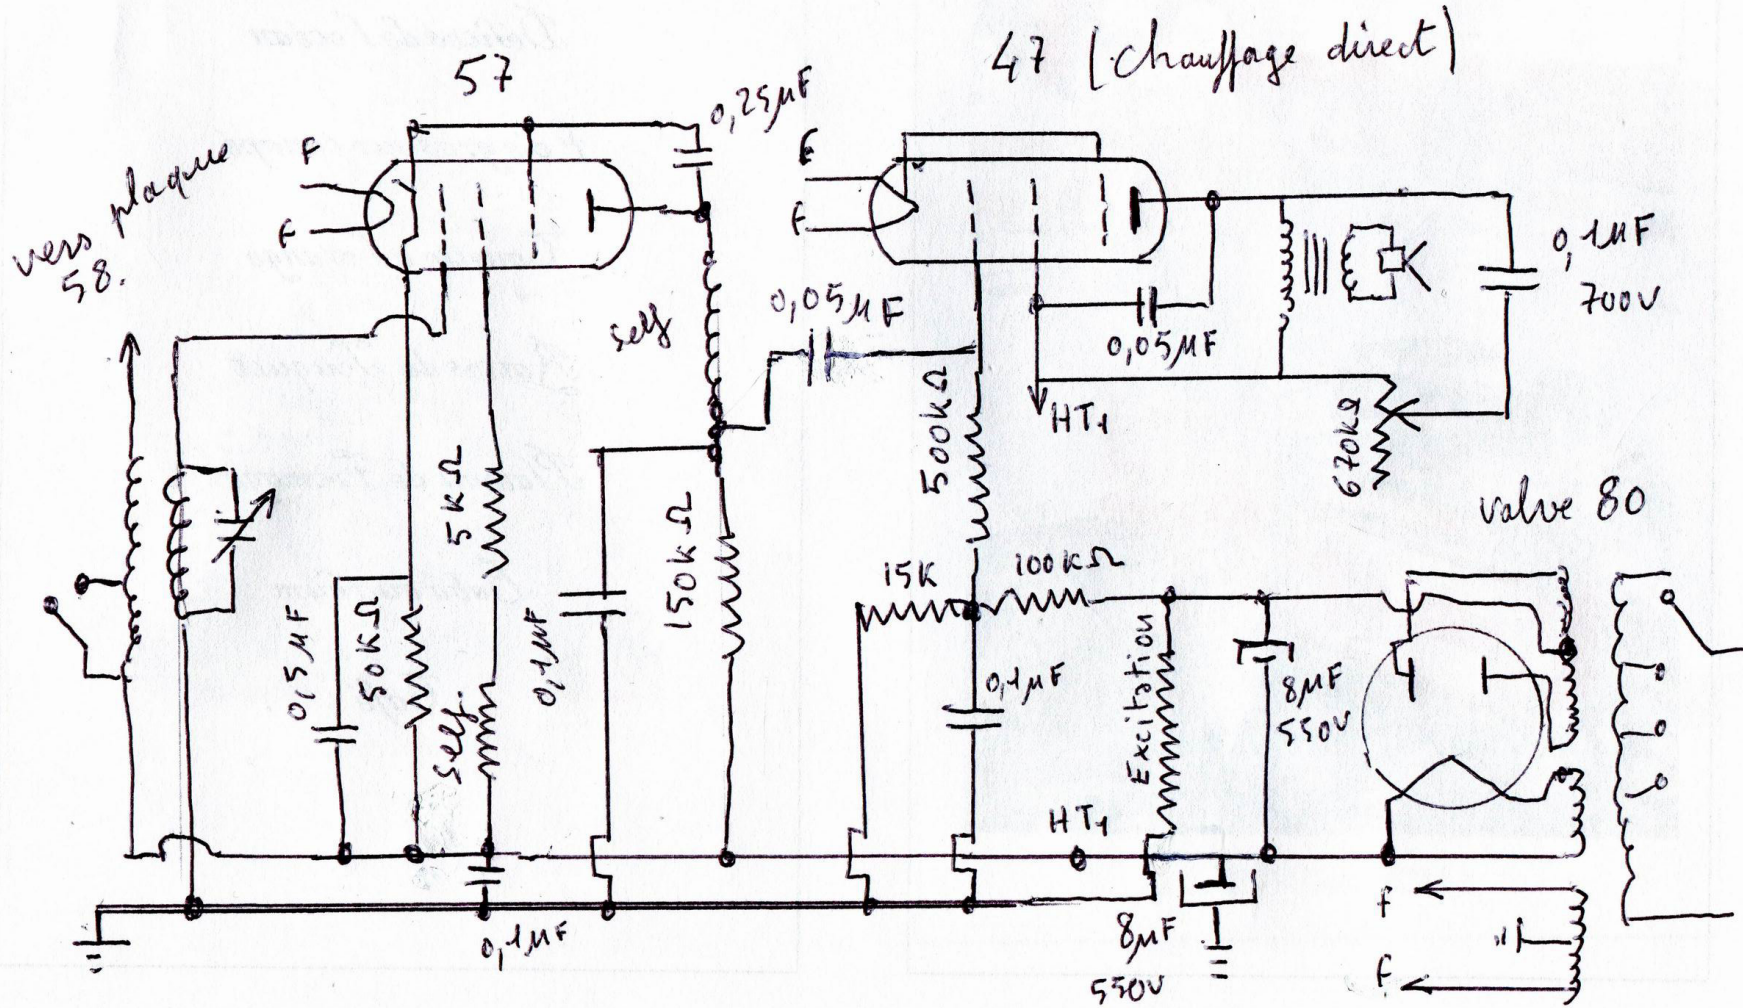 57
47 (Chauffage direct)
0,25µF
F
F
vers plaque
58.
F
F
self
0,05µF
0,05µF
HT1
0,1µF
700V
670kΩ
500kΩ
valve 80
5kΩ
50kΩ
0,5µF
self
0,1µF
150kΩ
15K
100kΩ
0,1µF
Excitation
8µF
550V
HT1
0,1µF
8µF
550V
F
F